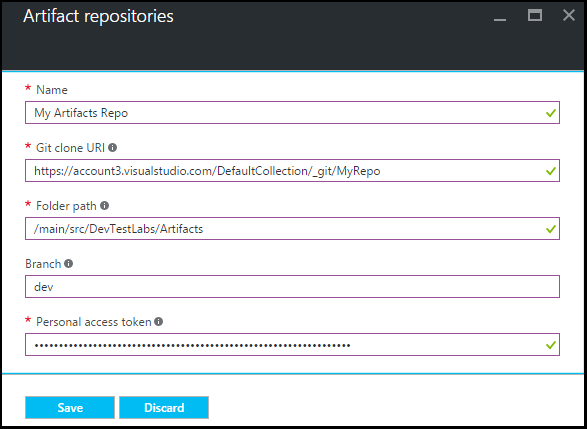 Artifact repositories
* Name
My Artifacts Repo
* Git clone URI
https://account3.visualstudio.com/DefaultCollection/_git/MyRepo
* Folder path
/main/src/DevTestLabs/Artifacts
Branch
dev
* Personal access token
Save Discard